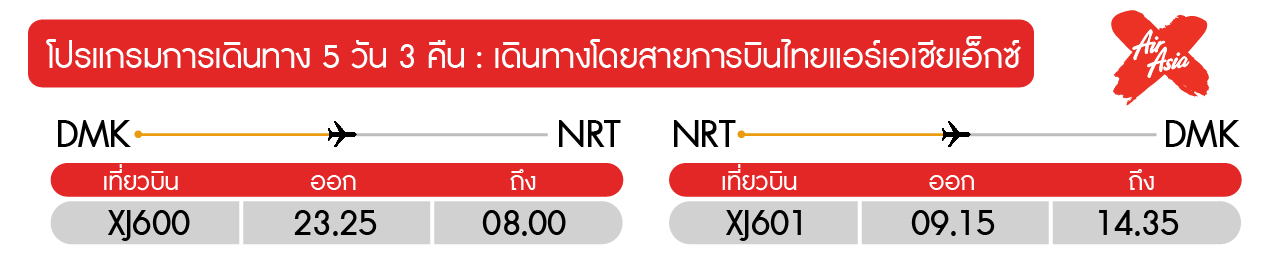 โปรแกรมการเดินทาง 5 วัน 3 คืน : เดินทางโดยสายการบินไทยแอร์เอเชียเอ็กซ์
Air
Asia
DMK NRT
เที่ยวบิน ออก ถึง
XJ600 23.25 08.00
NRT DMK
เที่ยวบิน ออก ถึง
XJ601 09.15 14.35